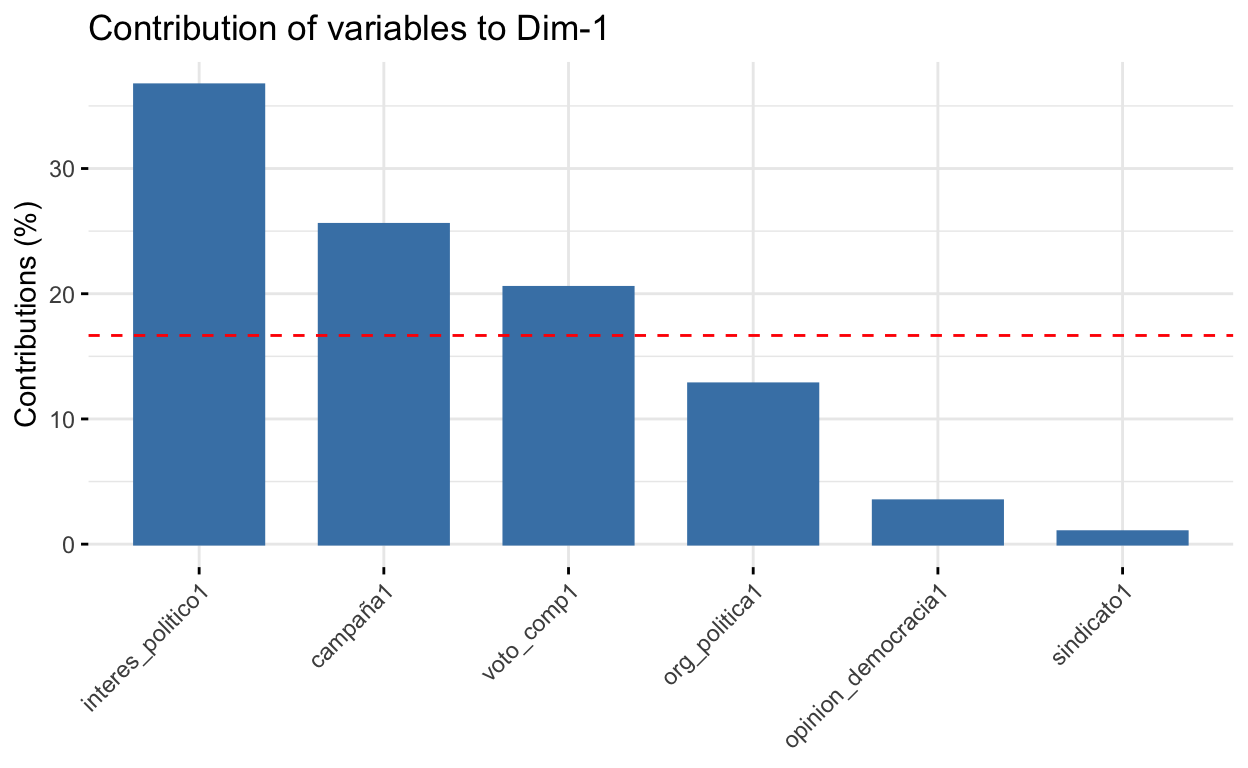 Contribution of variables to Dim-1
Contributions (%)
30
20
10
0
interes_politico1
campaña1
voto_comp1
org_politica1
opinion_democracia1
sindicato1